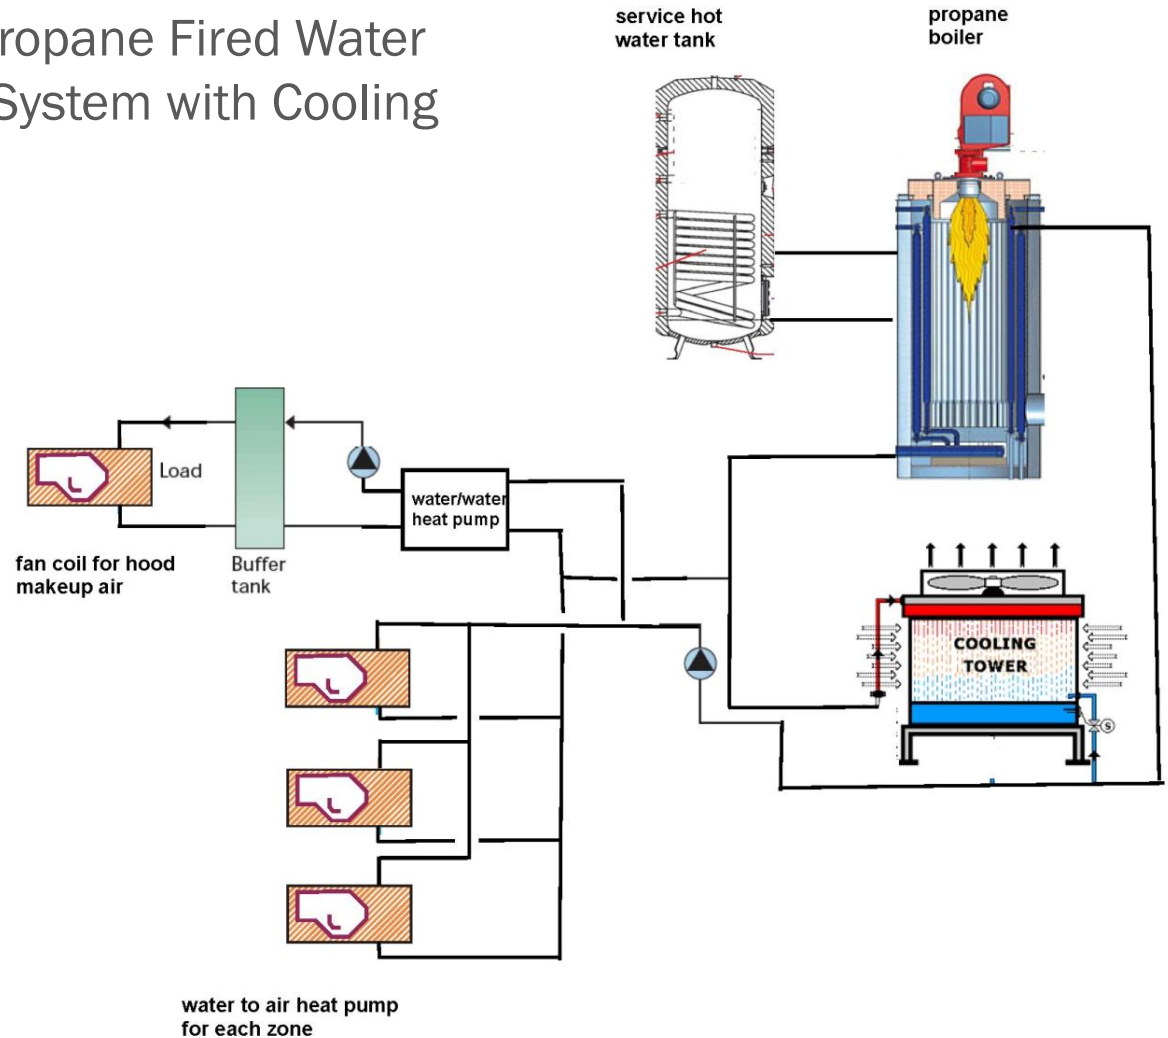 ropane Fired Water
System with Cooling
service hot
water tank
propane
boiler
Load
water/water
heat pump
fan coil for hood
makeup air
Buffer
tank
COOLING
TOWER
S
water to air heat pump
for each zone